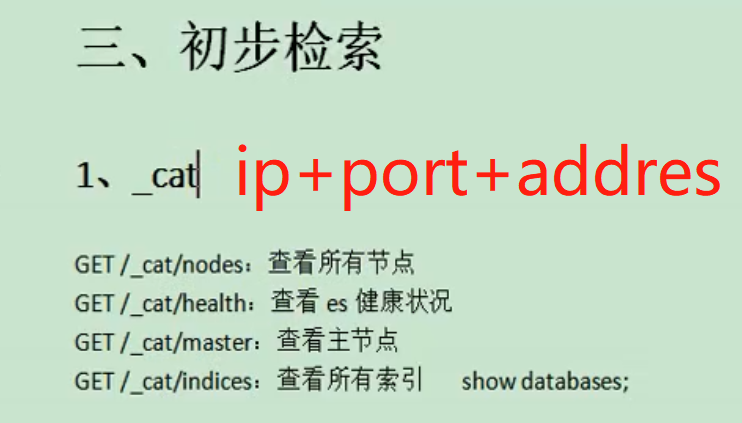 三、初步检索
1、_cat ip+port+addres
GET /_cat/nodes：查看所有节点
GET /_cat/health：查看 es 健康状况
GET /_cat/master：查看主节点
GET /_cat/indices：查看所有索引 show databases;